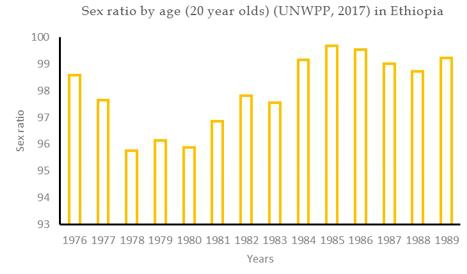 Sex ratio by age (20 year olds) (UNWPP, 2017) in Ethiopia
100
99
98
97
96
95
94
93
Sex ratio
1976 1977 1978 1979 1980 1981 1982 1983 1984 1985 1986 1987 1988 1989
Years